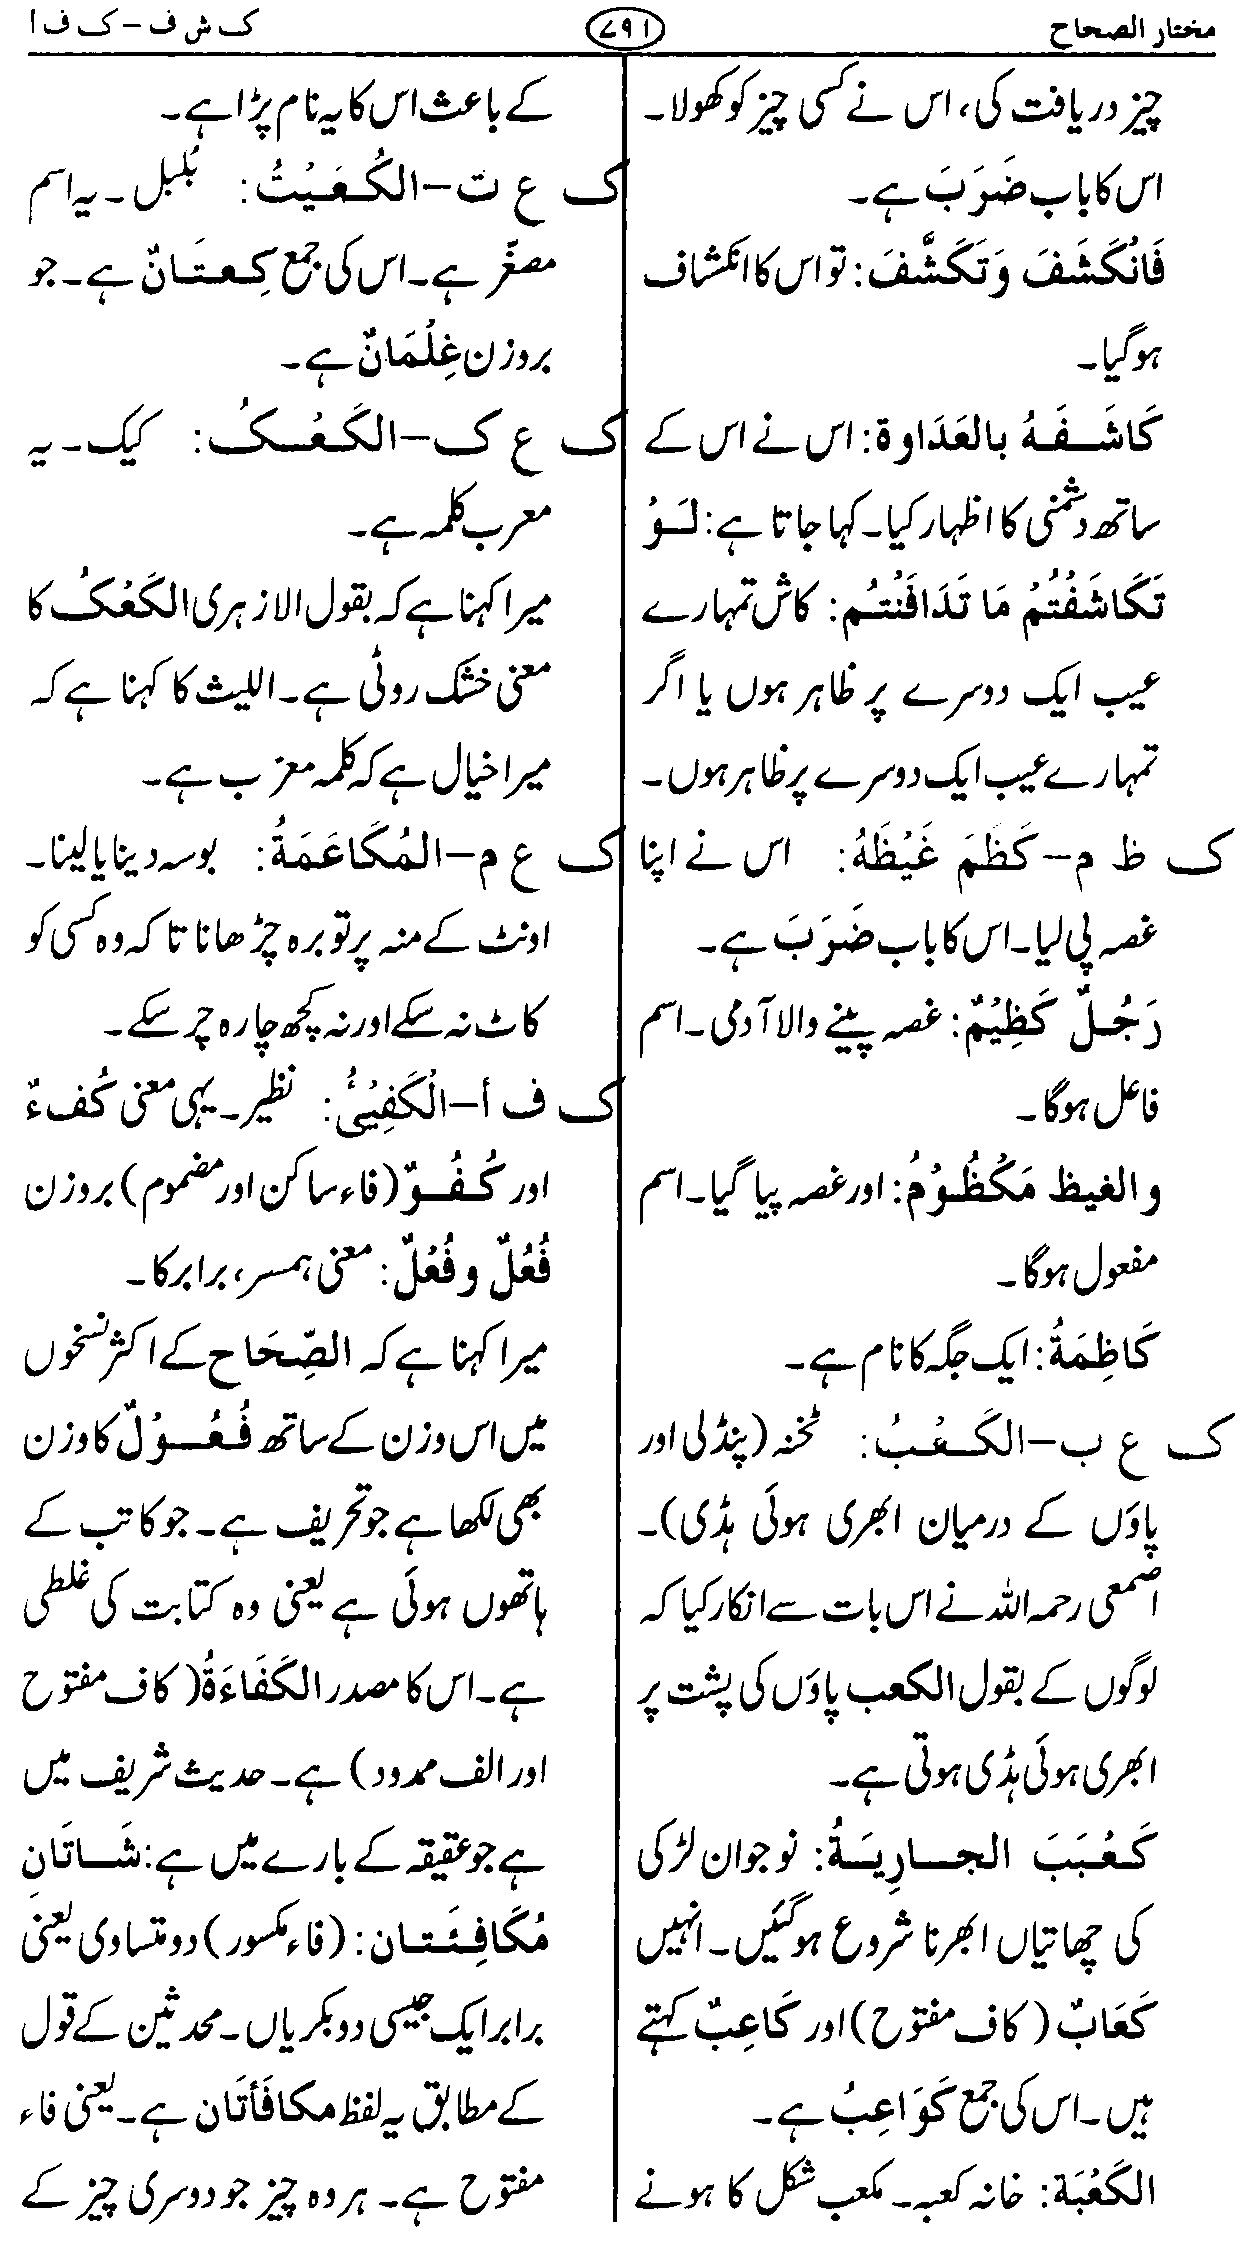 مختار الصحاح
۷۹۱
ک ش ف – ک ف ا
چیز دریافت کی، اس نے کسی چیز کو کھولا۔
اس کا باب ضَرَبَ ہے۔
فَانْکَشَفَ وَتَکَشَّفَ: تو اس کا انکشاف
ہوگیا۔
کَاشَفَہُ بالعَدَاوة: اس نے اس کے
ساتھ دشمنی کا اظہار کیا۔ کہا جاتا ہے: لَوْ
تَکَاشَفْتُمْ مَا تَدَافَنْتُم: کاش تمہارے
عیب ایک دوسرے پر ظاہر ہوں یا اگر
تمہارے عیب ایک دوسرے پر ظاہر ہوں۔
ک ظ م – کَظَمَ غَیْظَهُ: اس نے اپنا
غصہ پی لیا۔ اس کا باب ضَرَبَ ہے۔
رَجُلٌ کَظِیْمٌ: غصہ پینے والا آدمی۔ اسم
فاعل ہوگا۔
والغیظ مَکْظُوْمُ: اور غصہ پیا گیا۔ اسم
مفعول ہوگا۔
کَاظِمَةُ: ایک جگہ کا نام ہے۔
ک ع ب – الکَعْبُ: ٹخنہ (پنڈلی اور
پاؤں کے درمیان ابھری ہوئی ہڈی)۔
اصمعی رحمہ اللہ نے اس بات سے انکار کیا کہ
لوگوں کے بقول الکعب پاؤں کی پشت پر
ابھری ہوئی ہڈی ہوتی ہے۔
کَعْبَبَ الجارِیَةُ: نوجوان لڑکی
کی چھاتیاں ابھرنا شروع ہوگئیں۔ انہیں
کَعَابٌ (کاف مفتوح) اور کَاعِبٌ کہتے
ہیں۔ اس کی جمع کَوَاعِبُ ہے۔
الکَعْبَة: خانہ کعبہ۔ مکعب شکل کا ہونے
کے باعث اس کا یہ نام پڑا ہے۔
ک ع ت – الکُعَیْتُ: بُلبل۔ یہ اسم
مصغّر ہے۔ اس کی جمع کِعتَانٌ ہے۔ جو
بروزن غِلْمَانٌ ہے۔
ک ع ک – الکَعْکُ: کیک۔ یہ
معرب کلمہ ہے۔
میرا کہنا ہے کہ بقول الازہری الکَعْکُ کا
معنی خشک روٹی ہے۔ اللیث کا کہنا ہے کہ
میرا خیال ہے کہ کلمہ معرّب ہے۔
ک ع م – المُکَاعَمَةُ: بوسہ دینا یا لینا۔
اونٹ کے منہ پر توبرہ چڑھانا تا کہ وہ کسی کو
کاٹ نہ سکے اور نہ کچھ چارہ چر سکے۔
ک ف أ – الْکَفِیْءُ: نظیر۔ یہی معنی کُفءٌ
اور کُفُوٌ (فاء ساکن اور مضموم) بروزن
فُعْلٌ و فُعُلٌ: معنی ہمسر، برابر کا۔
میرا کہنا ہے کہ الصِّحَاح کے اکثر نسخوں
میں اس وزن کے ساتھ فُعُوْلٌ کا وزن
بھی لکھا ہے جو تحریف ہے۔ جو کاتب کے
ہاتھوں ہوئی ہے یعنی وہ کتابت کی غلطی
ہے۔ اس کا مصدر الکَفَاءَةُ (کاف مفتوح
اور الف ممدود) ہے۔ حدیث شریف میں
ہے جو عقیقہ کے بارے میں ہے: شَاتَانِ
مُکَافِئَتان: (فاء مکسور) دو متساوی یعنی
برابر ایک جیسی دو بکریاں۔ محدثین کے قول
کے مطابق یہ لفظ مکافَأتَان ہے۔ یعنی فاء
مفتوح ہے۔ ہر وہ چیز جو دوسری چیز کے